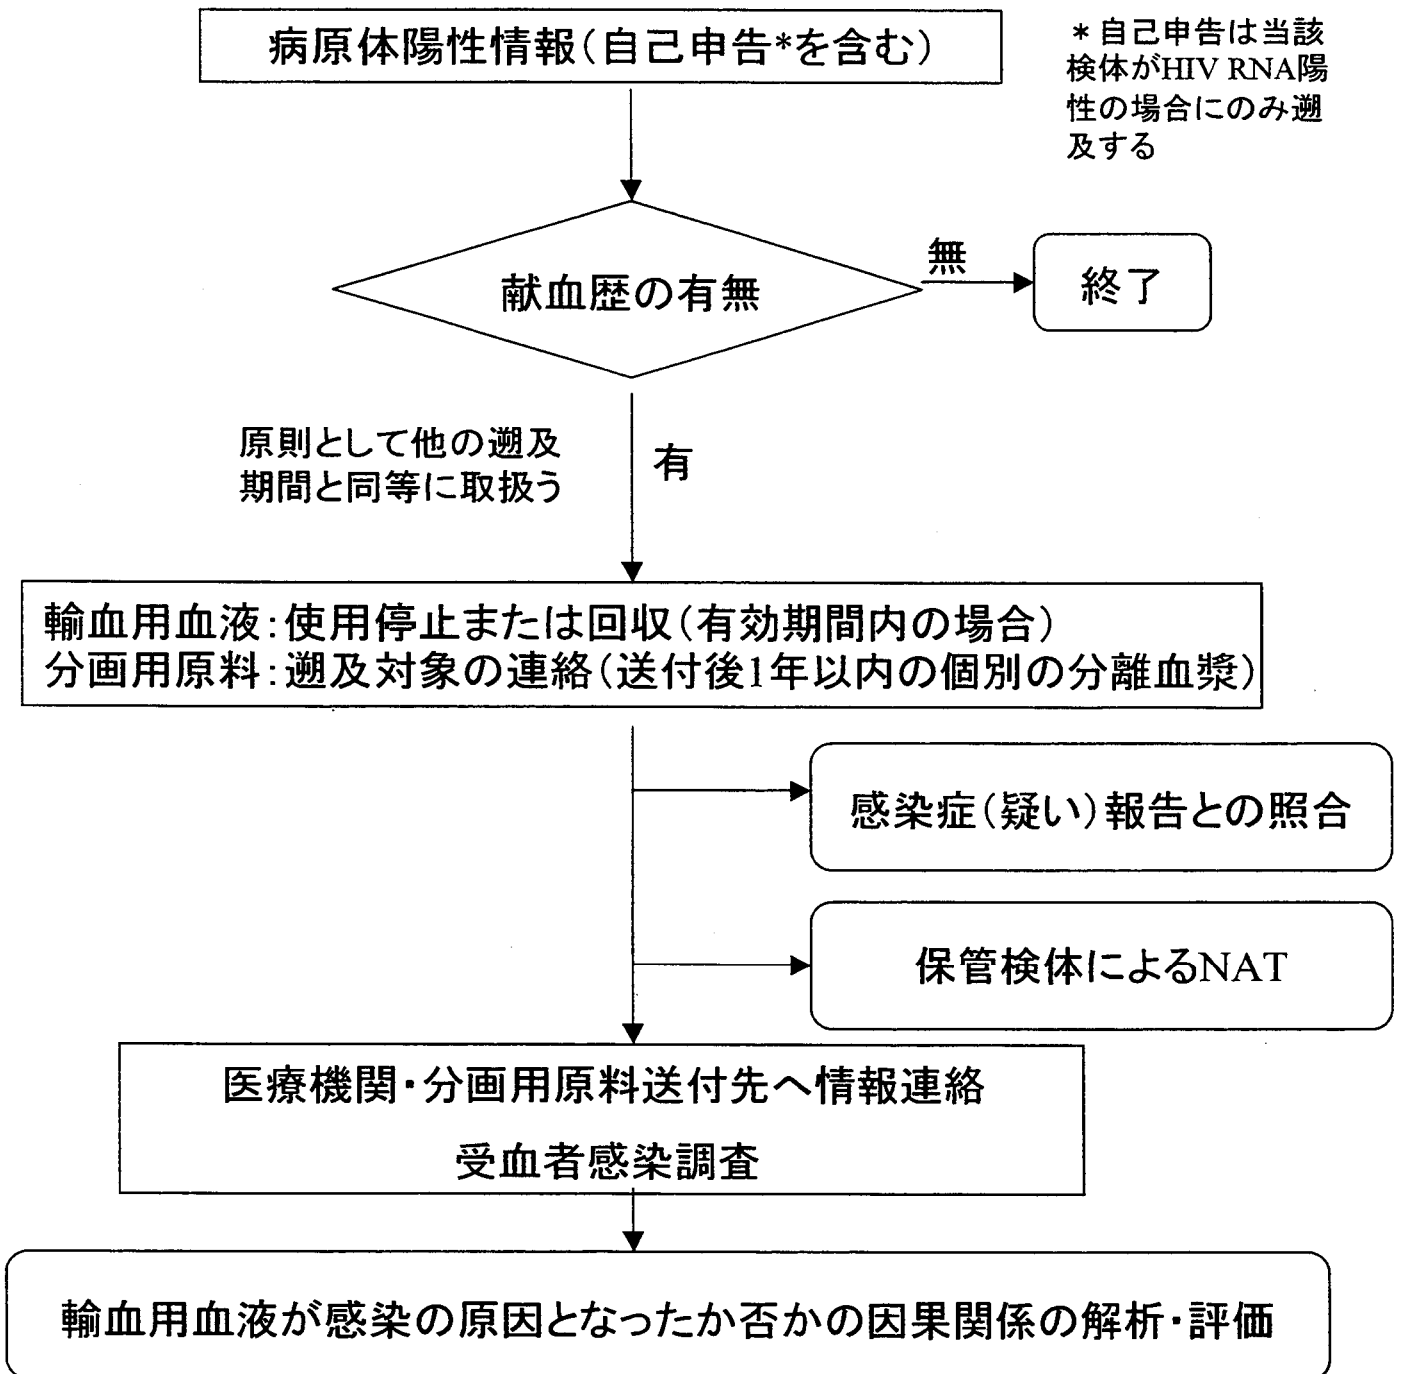 病原体陽性情報(自己申告*を含む)
* 自己申告は当該
検体がHIV RNA陽
性の場合にのみ遡
及する
献血歴の有無
無
終了
原則として他の遡及
期間と同等に取扱う
有
輸血用血液:使用停止または回収(有効期間内の場合)
分画用原料:遡及対象の連絡(送付後1年以内の個別の分離血漿)
感染症(疑い)報告との照合
保管検体によるNAT
医療機関・分画用原料送付先へ情報連絡
受血者感染調査
輸血用血液が感染の原因となったか否かの因果関係の解析・評価